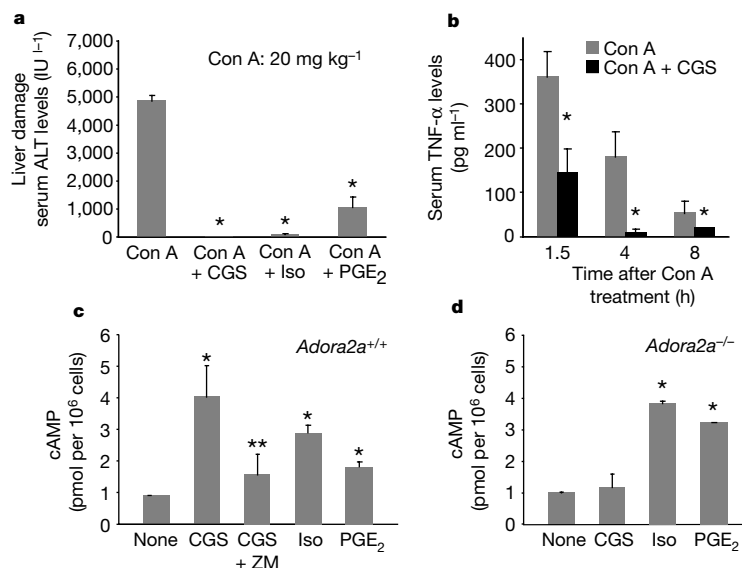 a
Con A: 20 mg kg⁻¹
Liver damage
serum ALT levels (IU ˡ⁻¹)
7,000
6,000
5,000
4,000
3,000
2,000
1,000
0
*
*
*
Con A
Con A
+ CGS
Con A
+ Iso
Con A
+ PGE₂
b
Con A
Con A + CGS
Serum TNF-α levels
(pg ml⁻¹)
400
300
200
100
0
*
*
*
1.5
4
8
Time after Con A
treatment (h)
c
Adora2a⁺/⁺
cAMP
(pmol per 10⁶ cells)
6
5
4
3
2
1
0
*
**
*
*
None
CGS
CGS
+ ZM
Iso
PGE₂
d
Adora2a⁻/⁻
cAMP
(pmol per 10⁶ cells)
6
5
4
3
2
1
0
*
*
None
CGS
Iso
PGE₂